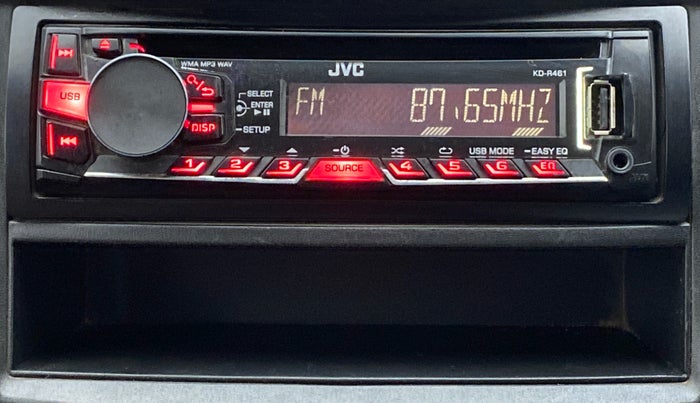 WMA MP3 WAV
JVC
KD-R461
USB
SELECT
ENTER
SETUP
DISP
FM 87.65MHZ
USB MODE
EASY EQ
1 2 3 SOURCE 4 5 6 EQ